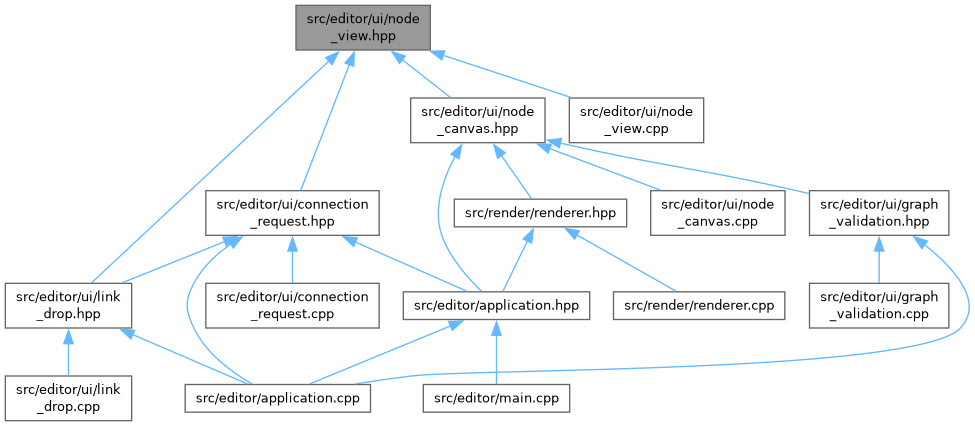 src/editor/ui/node
_view.hpp
src/editor/ui/node
_canvas.hpp
src/editor/ui/node
_view.cpp
src/editor/ui/connection
_request.hpp
src/render/renderer.hpp
src/editor/ui/node
_canvas.cpp
src/editor/ui/graph
_validation.hpp
src/editor/ui/link
_drop.hpp
src/editor/ui/connection
_request.cpp
src/editor/application.hpp
src/render/renderer.cpp
src/editor/ui/graph
_validation.cpp
src/editor/ui/link
_drop.cpp
src/editor/application.cpp
src/editor/main.cpp